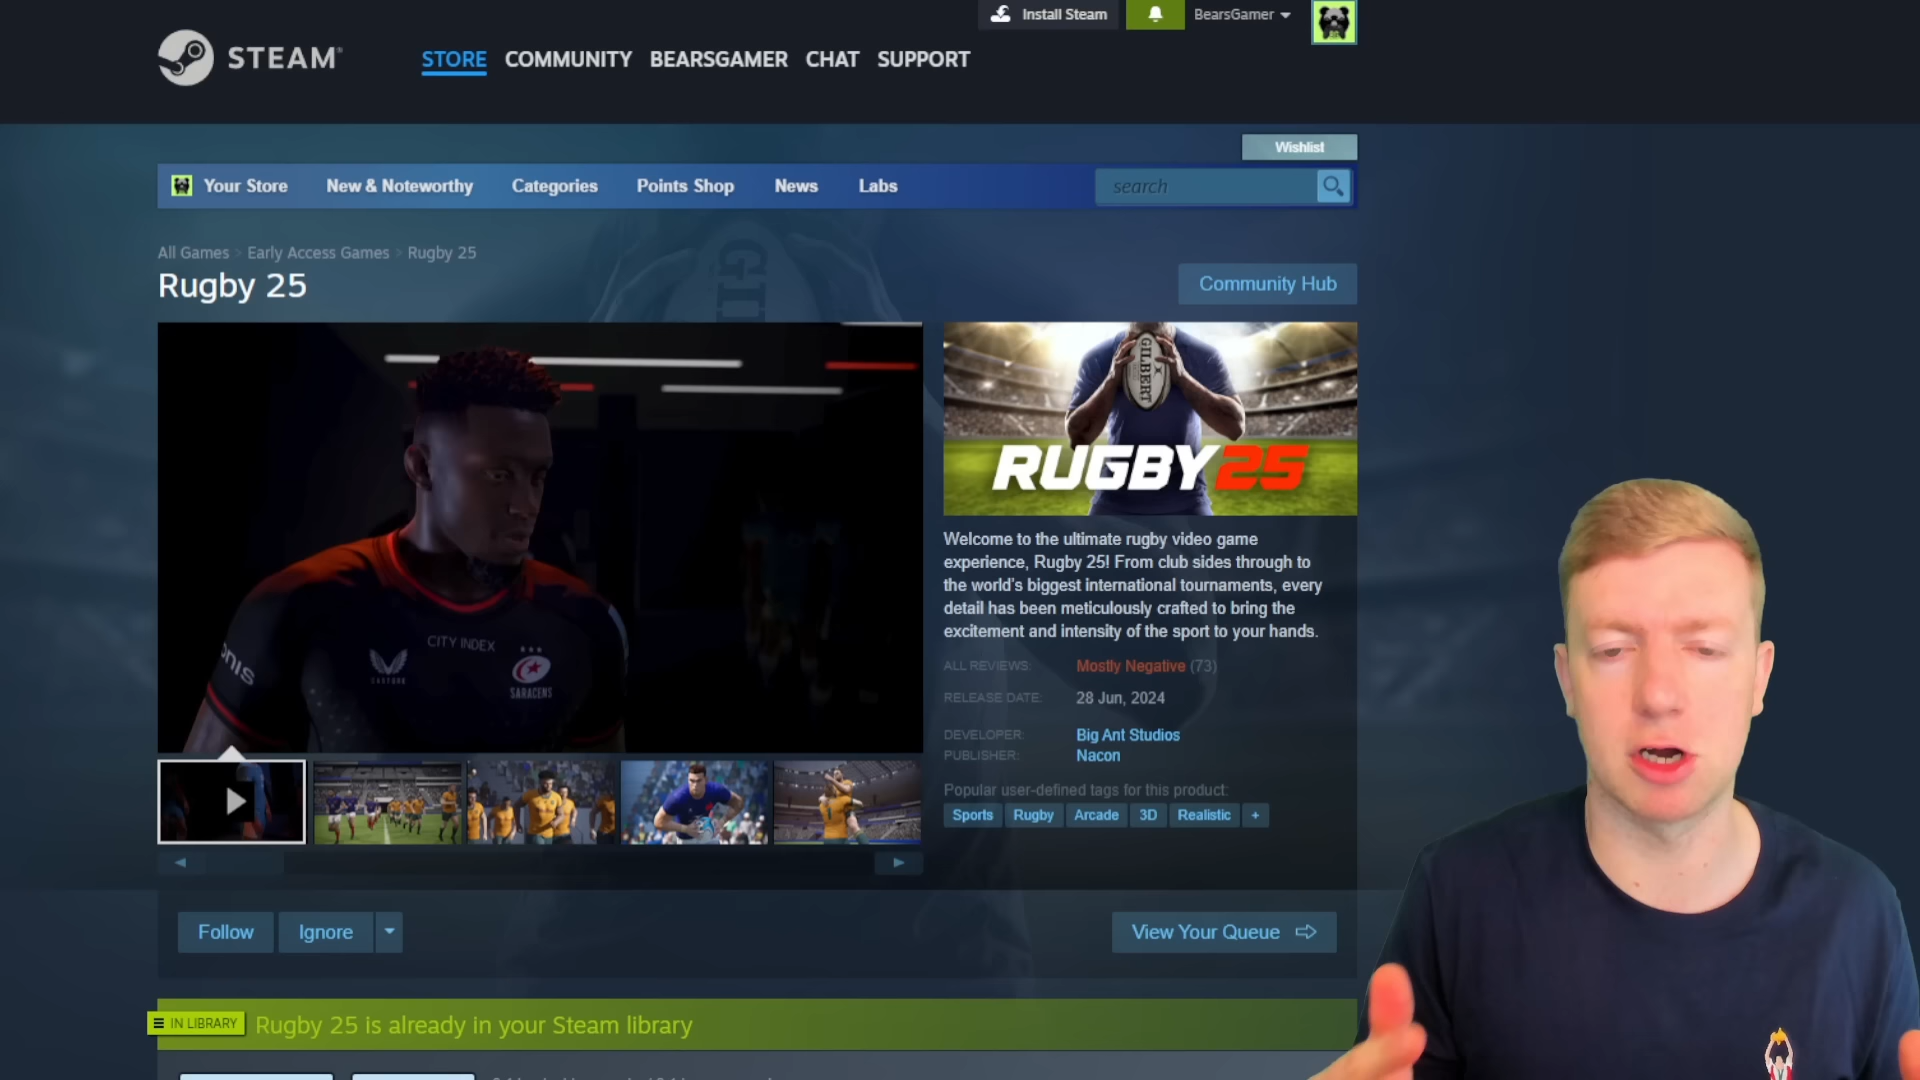 Install Steam
BearsGamer
STEAM
STORE COMMUNITY BEARSGAMER CHAT SUPPORT
Wishlist
Your Store New & Noteworthy Categories Points Shop News Labs
search
All Games > Early Access Games > Rugby 25
Rugby 25
Community Hub
CITY INDEX
CASTORE
SARACENS
GILBERT
RUGBY 25
Welcome to the ultimate rugby video game
experience, Rugby 25! From club sides through to
the world's biggest international tournaments, every
detail has been meticulously crafted to bring the
excitement and intensity of the sport to your hands.
ALL REVIEWS: Mostly Negative (73)
RELEASE DATE: 28 Jun, 2024
DEVELOPER: Big Ant Studios
PUBLISHER: Nacon
Popular user-defined tags for this product:
Sports Rugby Arcade 3D Realistic +
Follow Ignore
View Your Queue
IN LIBRARY Rugby 25 is already in your Steam library